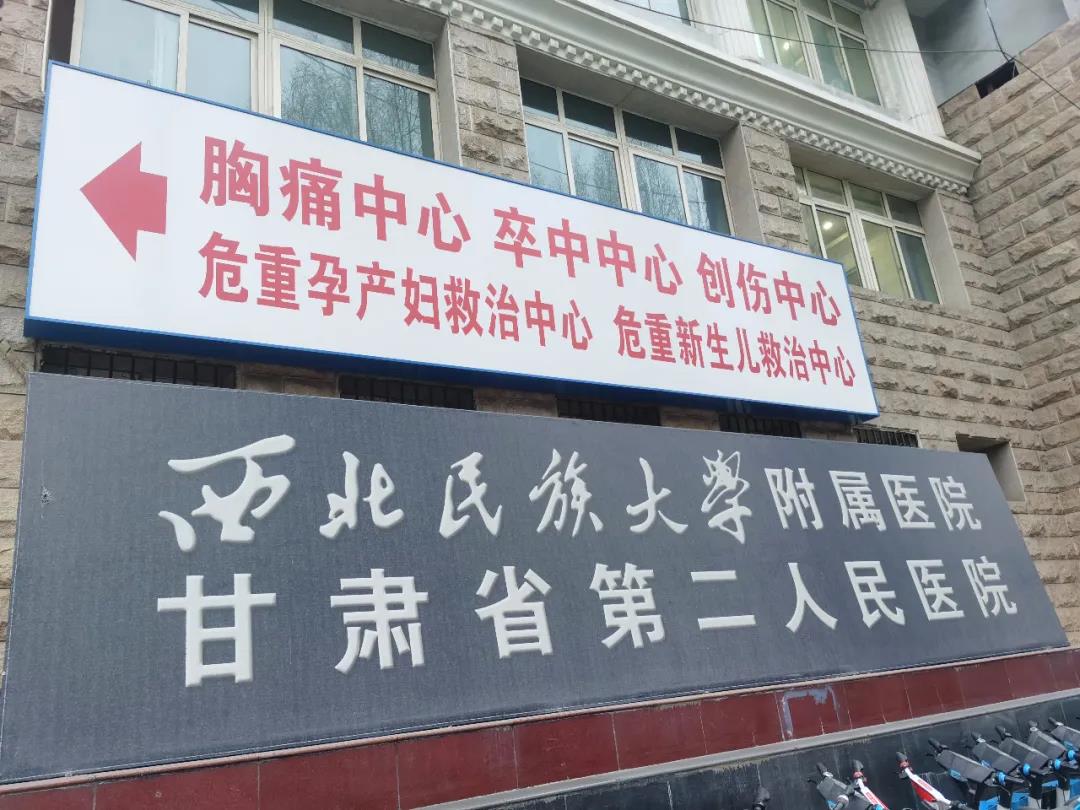 胸痛中心 卒中中心 创伤中心
危重孕产妇救治中心 危重新生儿救治中心
西北民族大学附属医院
甘肃省第二人民医院